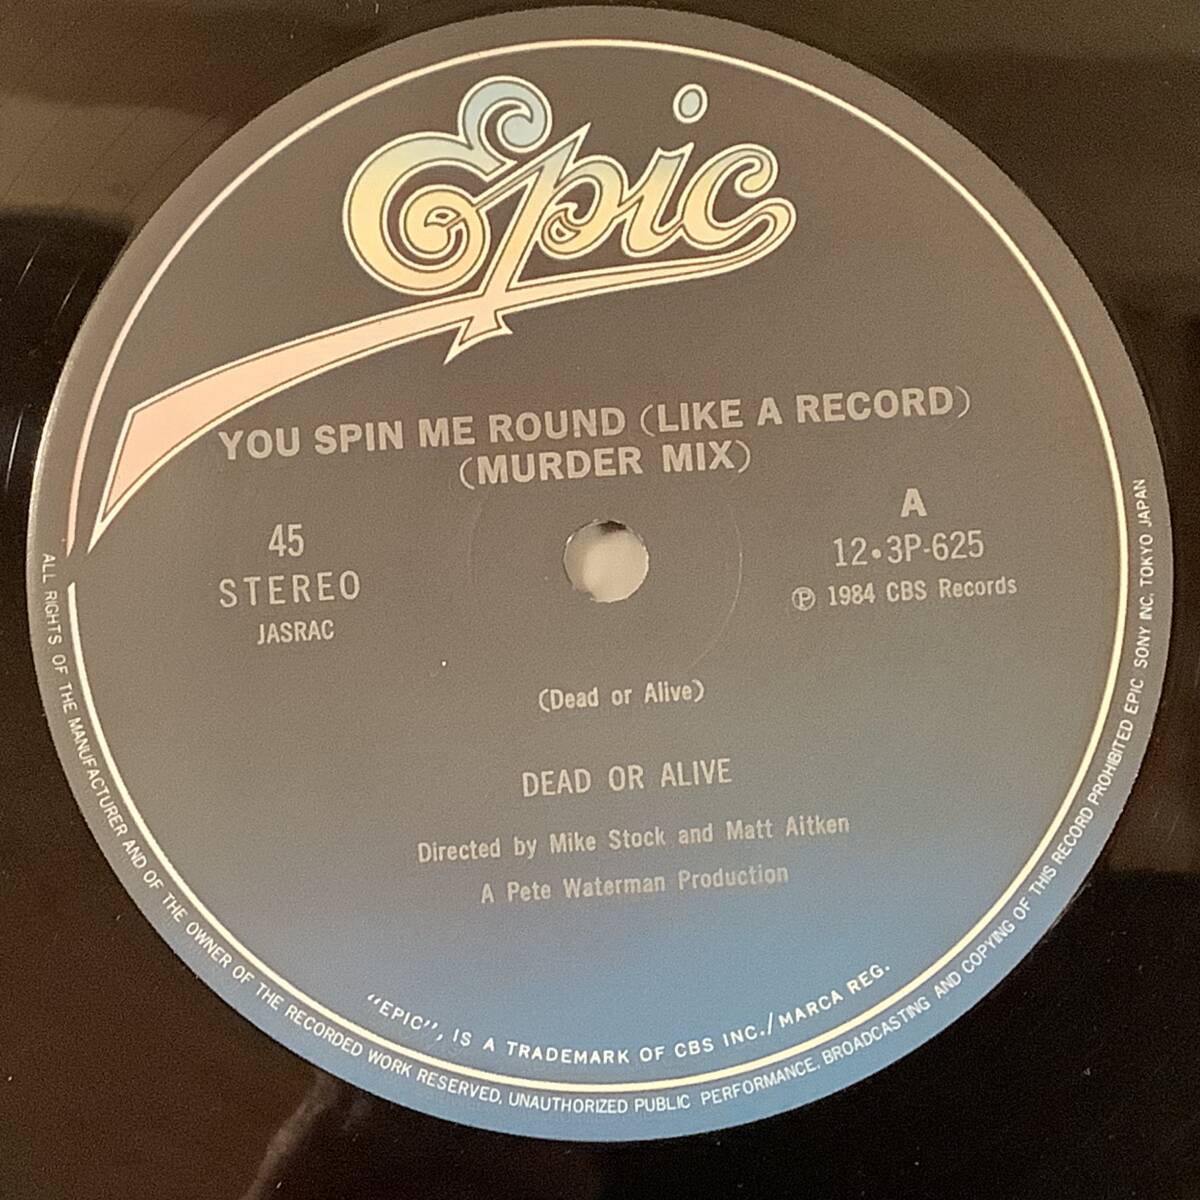 Epic
YOU SPIN ME ROUND (LIKE A RECORD)
(MURDER MIX)
45
STEREO
JASRAC
A
12•3P-625
Ⓟ 1984 CBS Records
(Dead or Alive)
DEAD OR ALIVE
Directed by Mike Stock and Matt Aitken
A Pete Waterman Production
"EPIC", IS A TRADEMARK OF CBS INC./MARCA REG.
ALL RIGHTS OF THE MANUFACTURER AND OF THE OWNER OF THE RECORDED WORK RESERVED, UNAUTHORIZED PUBLIC PERFORMANCE, BROADCASTING AND COPYING OF THIS RECORD PROHIBITED EPIC SONY INC, TOKYO JAPAN